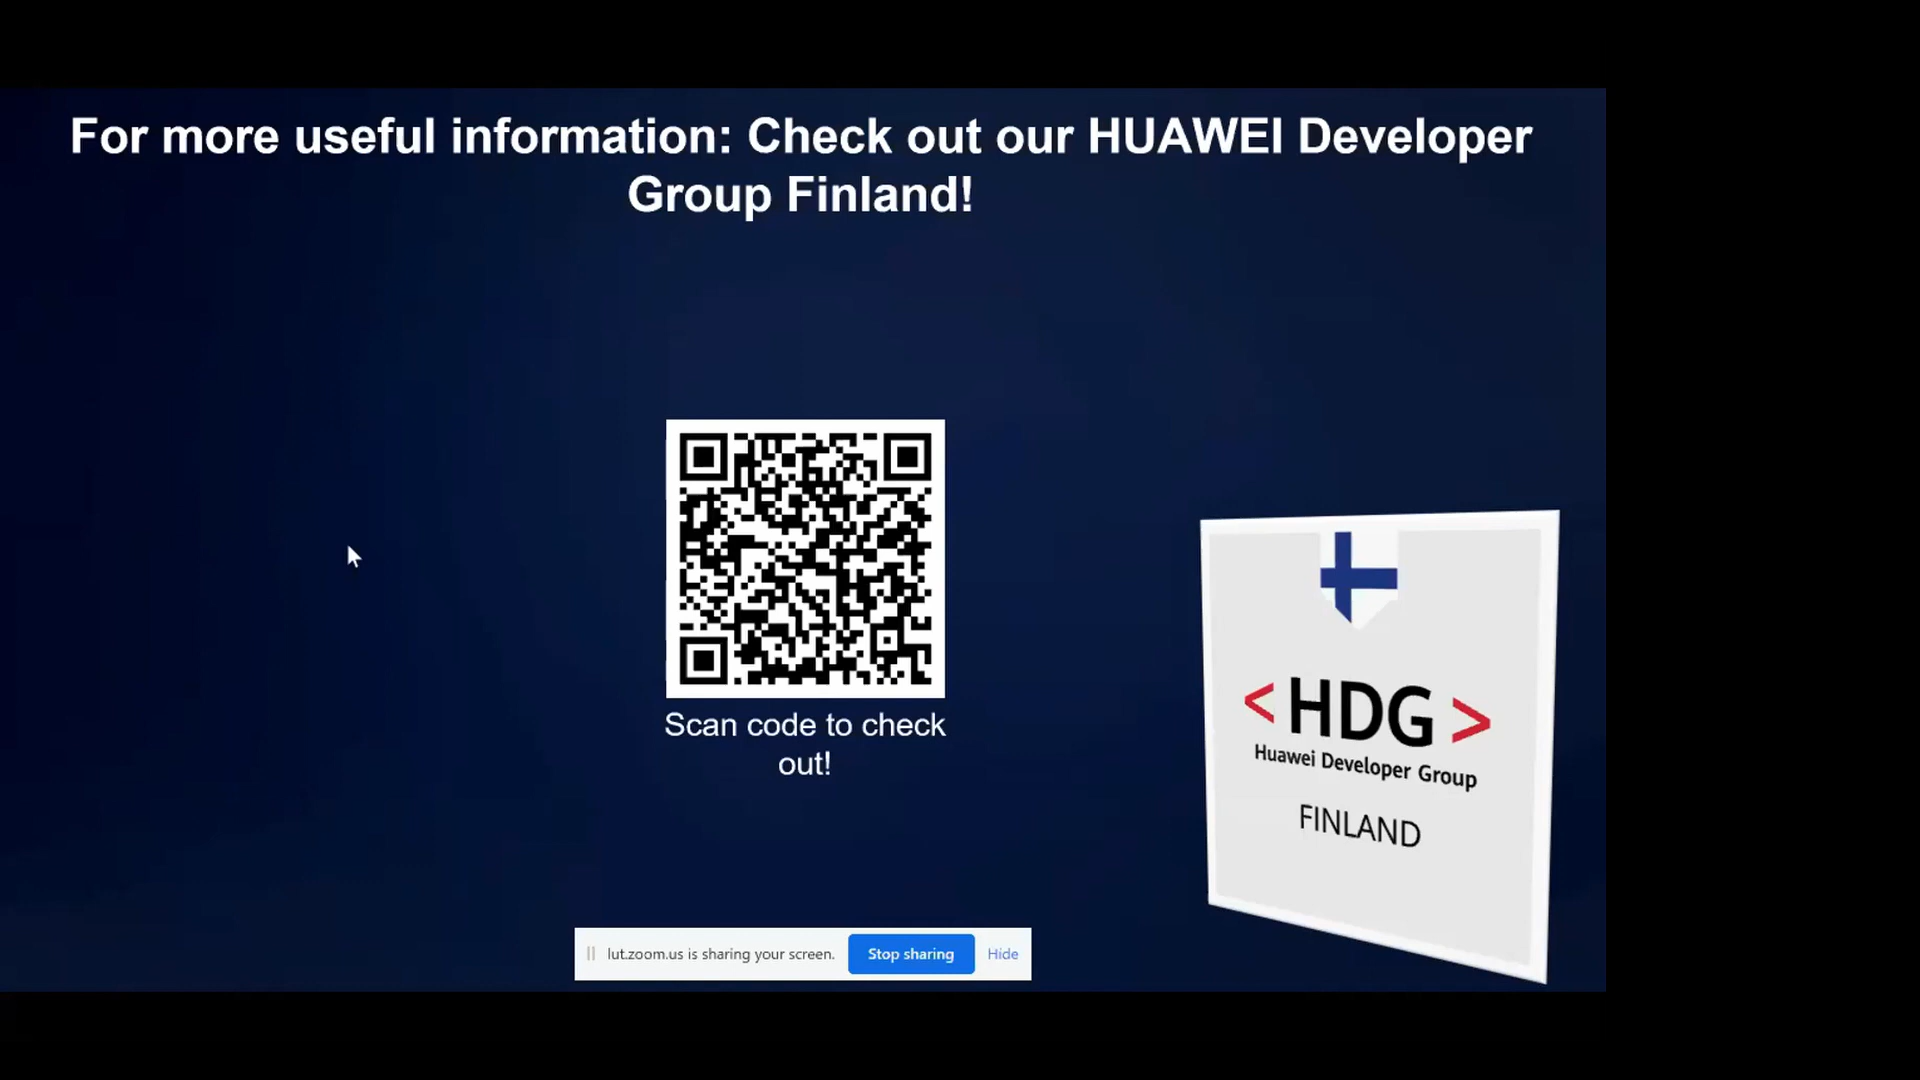 For more useful information: Check out our HUAWEI Developer
Group Finland!
Scan code to check
out!
< HDG >
Huawei Developer Group
FINLAND
lut.zoom.us is sharing your screen. Stop sharing Hide